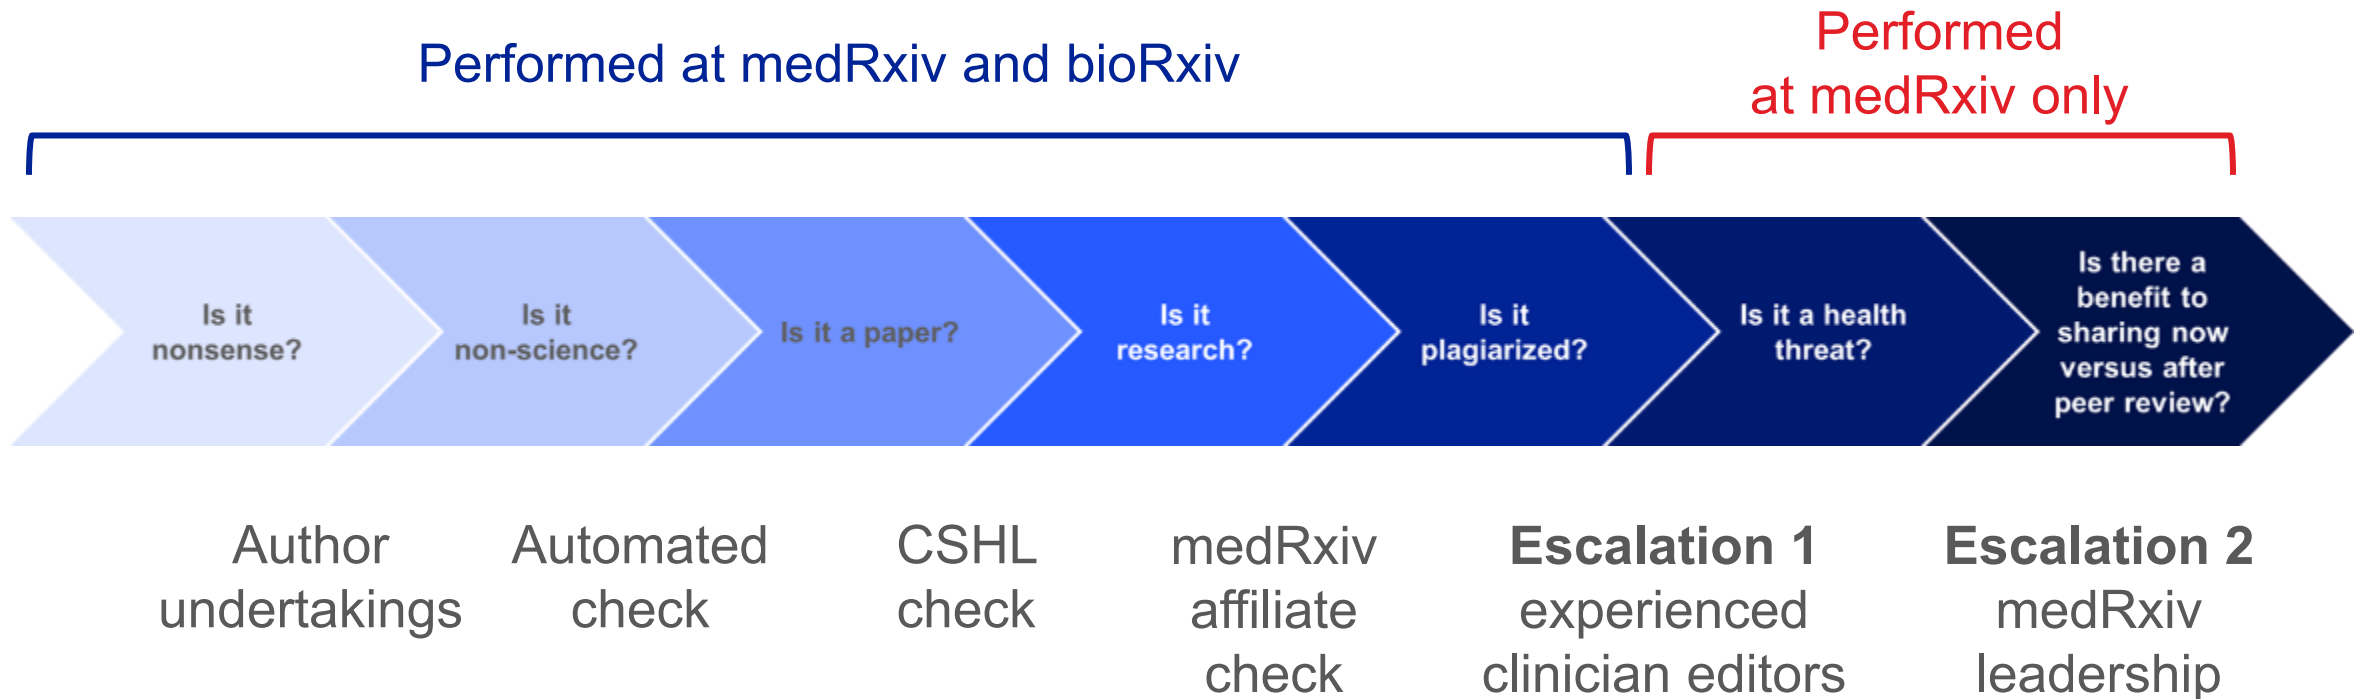 Performed at medRxiv and bioRxiv
Performed
at medRxiv only
Is it
nonsense?
Is it
non-science?
Is it a paper?
Is it
research?
Is it
plagiarized?
Is it a health
threat?
Is there a
benefit to
sharing now
versus after
peer review?
Author
undertakings
Automated
check
CSHL
check
medRxiv
affiliate
check
Escalation 1
experienced
clinician editors
Escalation 2
medRxiv
leadership